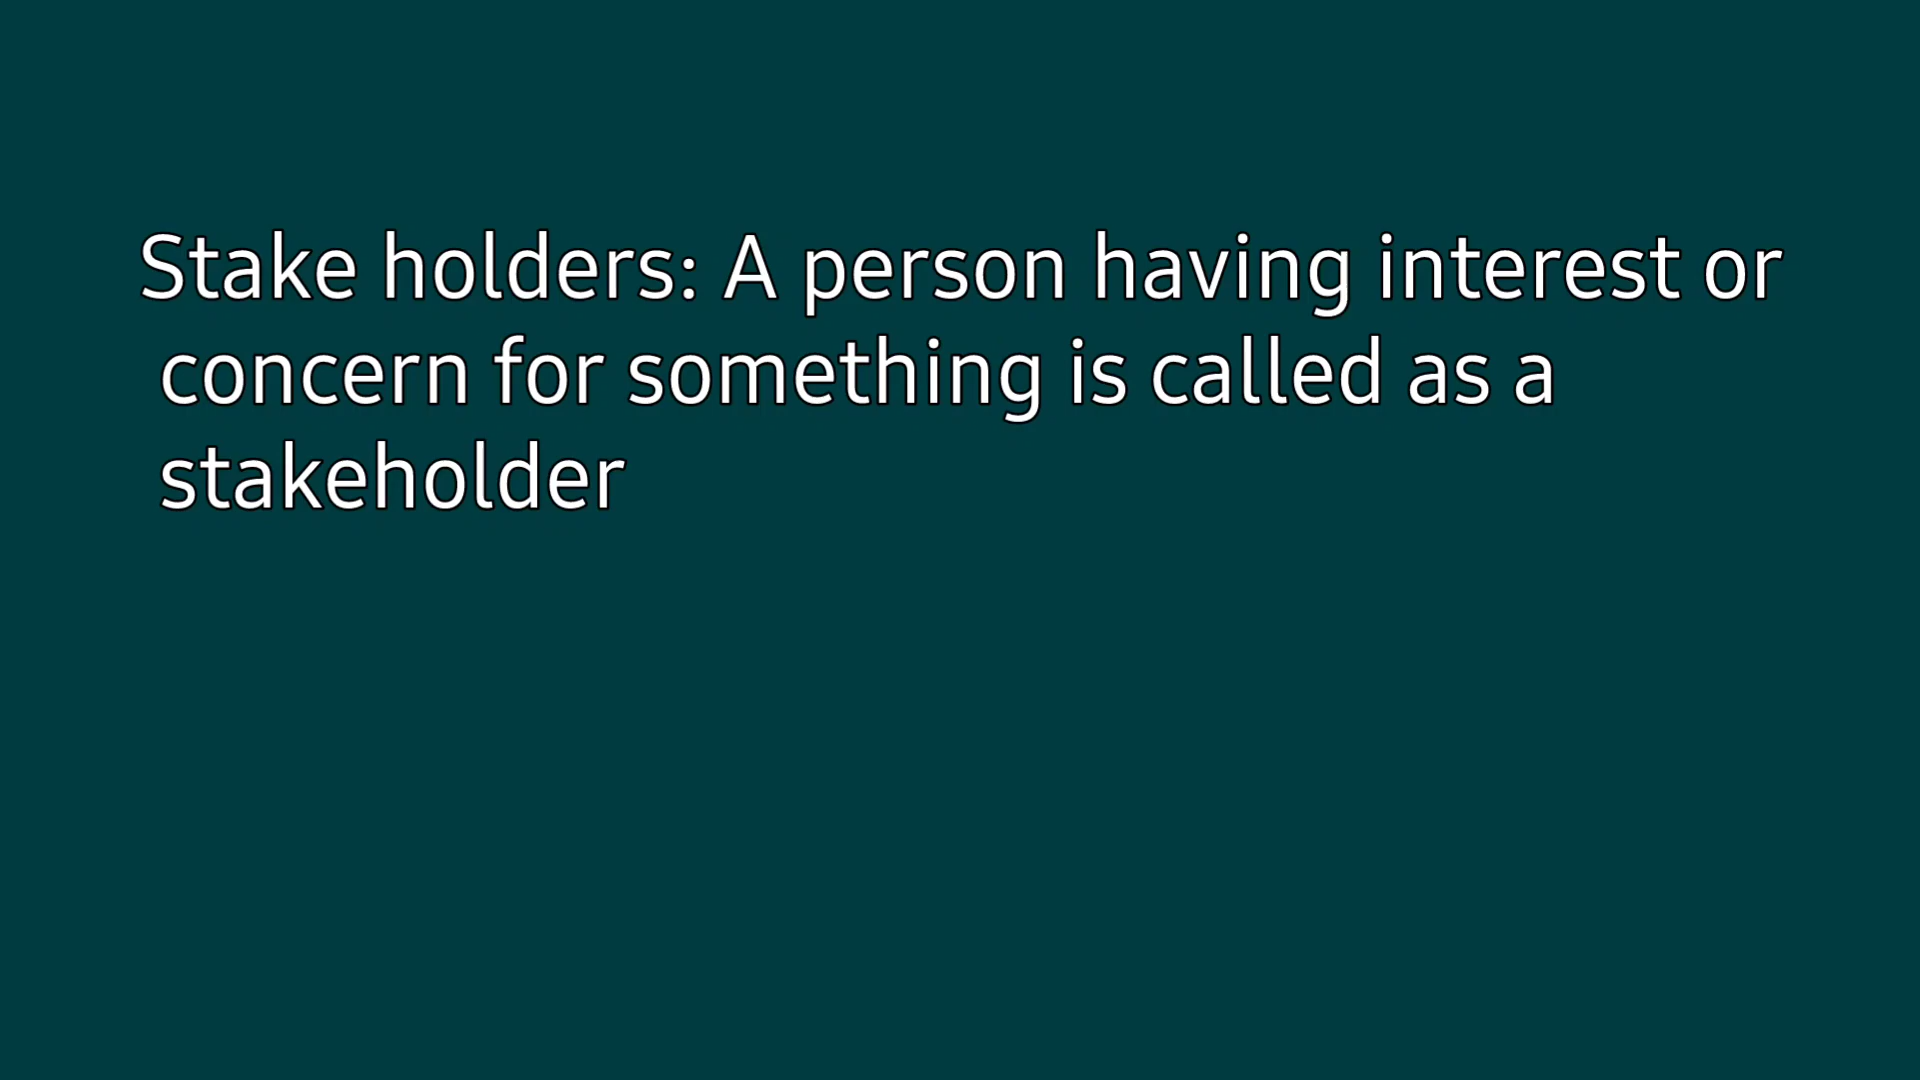 Stake holders: A person having interest or
concern for something is called as a
stakeholder